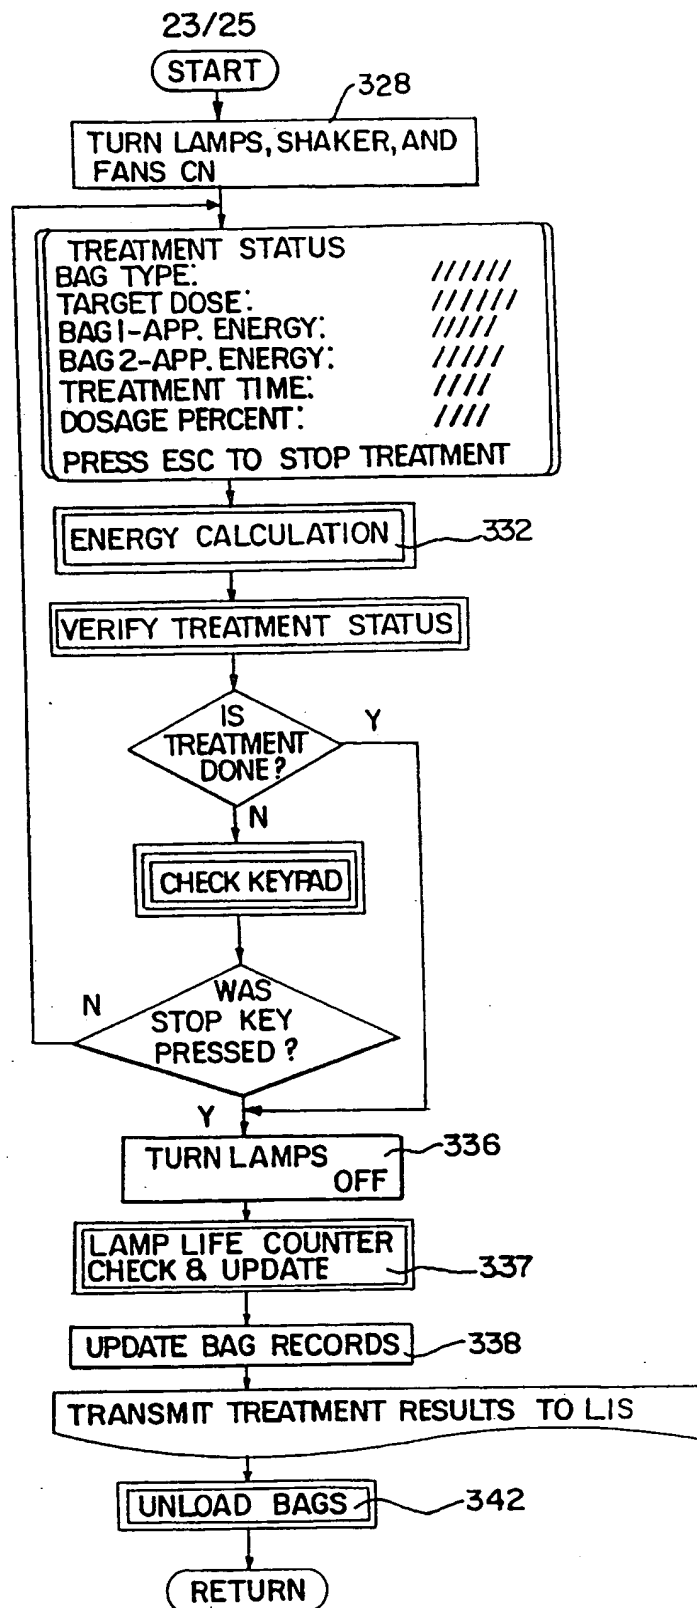 23/25
START
328
TURN LAMPS, SHAKER, AND
FANS CN
TREATMENT STATUS
BAG TYPE: //////
TARGET DOSE: //////
BAG 1-APP. ENERGY: /////
BAG 2-APP. ENERGY: /////
TREATMENT TIME: ////
DOSAGE PERCENT: ////
PRESS ESC TO STOP TREATMENT
ENERGY CALCULATION 332
VERIFY TREATMENT STATUS
IS
TREATMENT
DONE?
Y
N
CHECK KEYPAD
N
WAS
STOP KEY
PRESSED?
Y
TURN LAMPS
OFF
336
LAMP LIFE COUNTER
CHECK & UPDATE 337
UPDATE BAG RECORDS 338
TRANSMIT TREATMENT RESULTS TO LIS
UNLOAD BAGS 342
RETURN